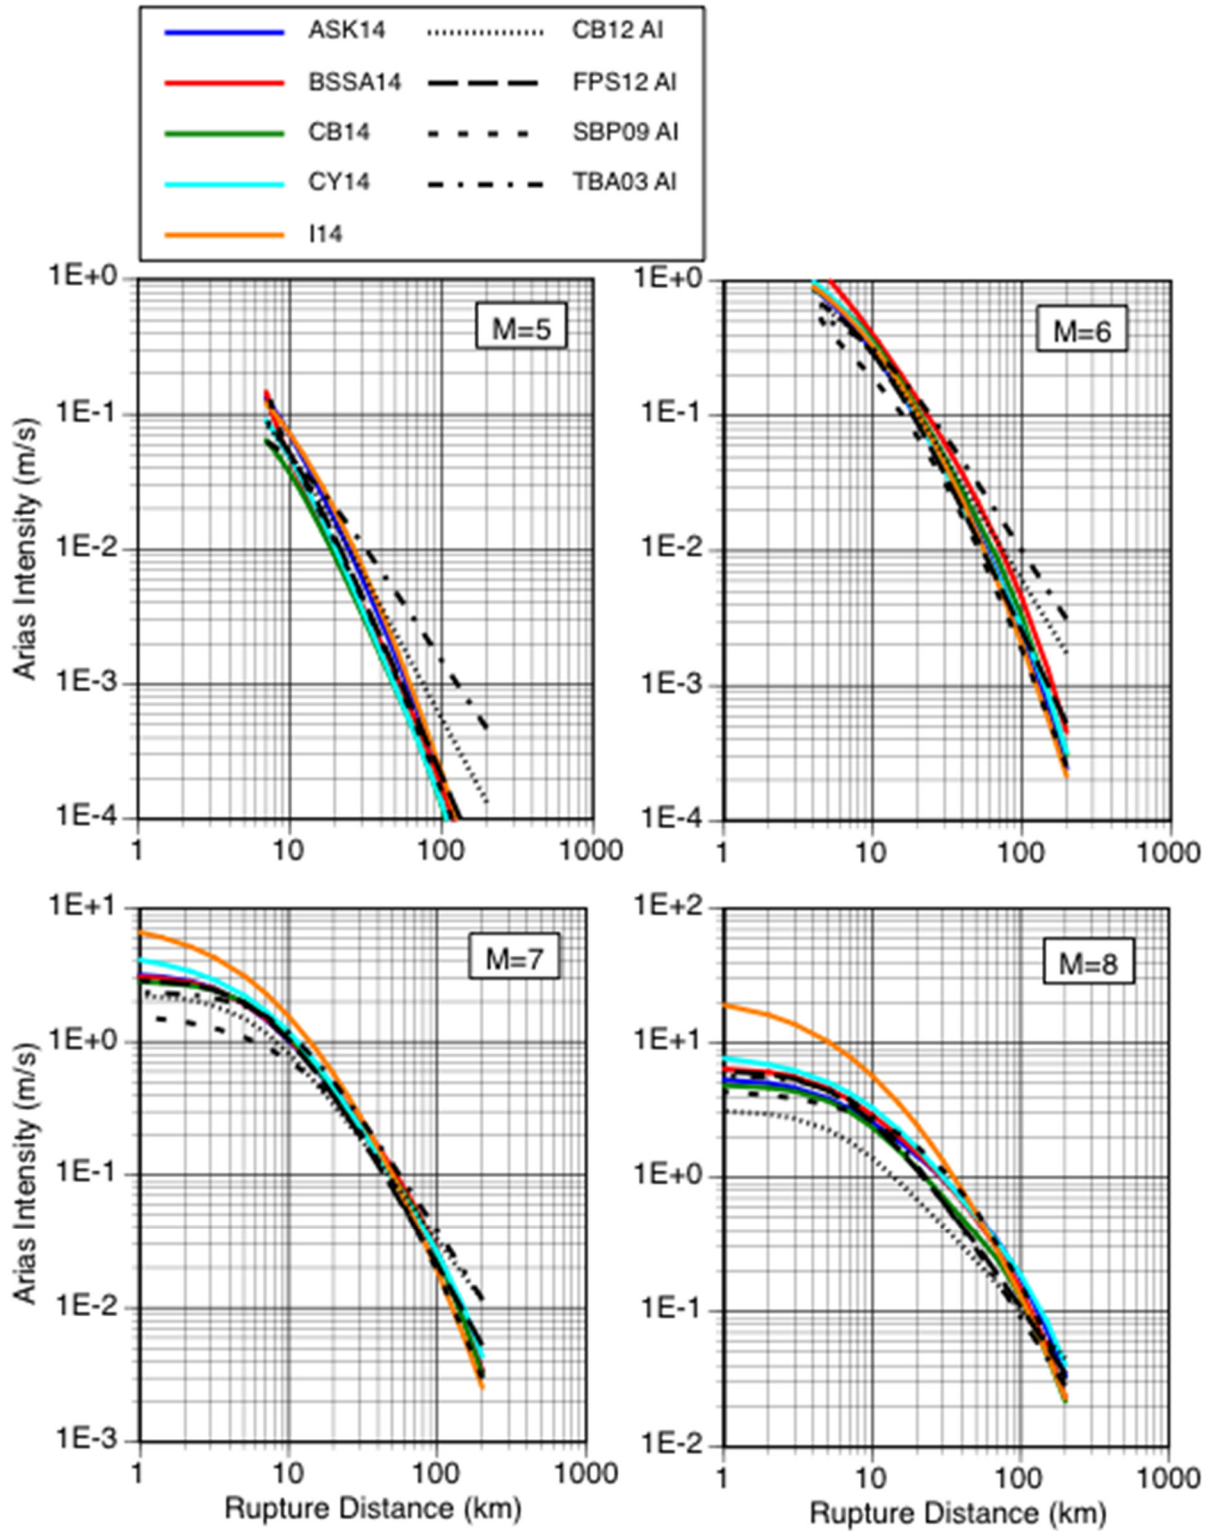 ASK14 CB12 AI
BSSA14 FPS12 AI
CB14 SBP09 AI
CY14 TBA03 AI
I14
1E+0 1E+0
M=5 M=6
1E-1 1E-1
Arias Intensity (m/s)
1E-2 1E-2
1E-3 1E-3
1E-4 1E-4
1 10 100 1000 1 10 100 1000
1E+1 1E+2
M=7 M=8
1E+0 1E+1
Arias Intensity (m/s)
1E-1 1E+0
1E-2 1E-1
1E-3 1E-2
1 10 100 1000 1 10 100 1000
Rupture Distance (km) Rupture Distance (km)